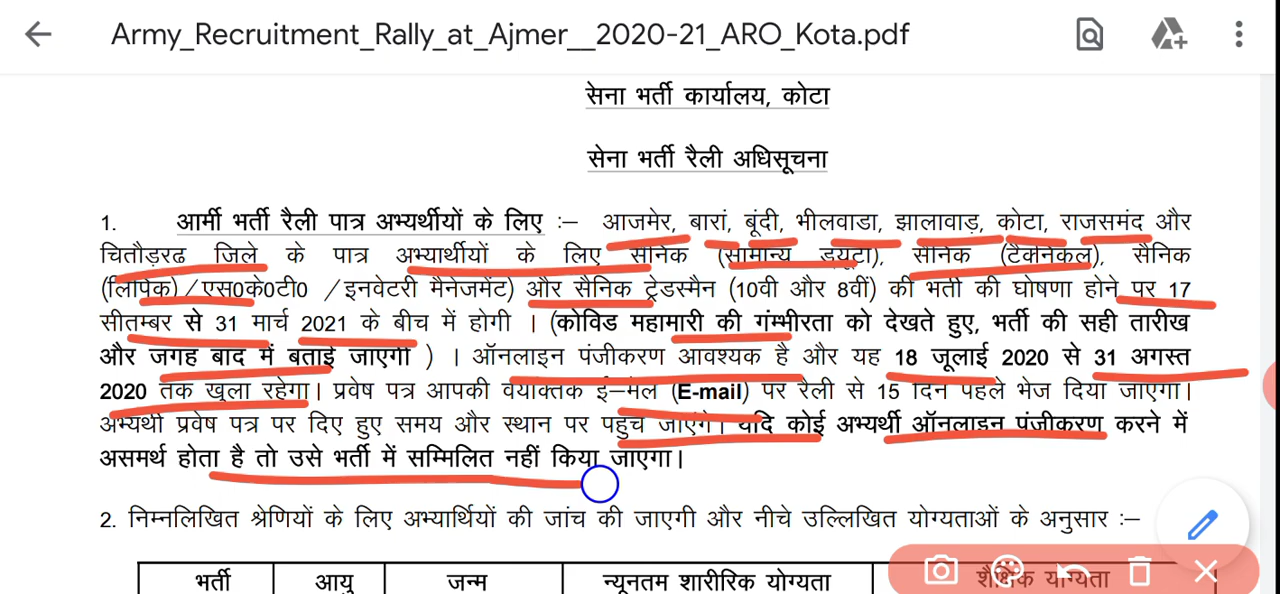 Army_Recruitment_Rally_at_Ajmer__2020-21_ARO_Kota.pdf
सेना भर्ती कार्यालय, कोटा
सेना भर्ती रैली अधिसूचना
1. आर्मी भर्ती रैली पात्र अभ्यर्थीयों के लिए :– आजमेर, बारां, बूंदी, भीलवाडा, झालावाड़, कोटा, राजसमंद और
चितौड़रढ जिले के पात्र अभ्यार्थीयों के लिए सैनिक (सामान्य ड्यूटी), सैनिक (टैकनिकल), सैनिक
(लिपिक) / एस0के0टी0 / इनवेटरी मैनेजमेंट) और सैनिक ट्रेडस्मैन (10वी और 8वीं) की भर्ती की घोषणा होने पर 17
सीतम्बर से 31 मार्च 2021 के बीच में होगी । (कोविड महामारी की गंम्भीरता को देखते हुए, भर्ती की सही तारीख
और जगह बाद में बताई जाएगी ) । ऑनलाइन पंजीकरण आवश्यक है और यह 18 जूलाई 2020 से 31 अगस्त
2020 तक खुला रहेगा। प्रवेष पत्र आपकी वैयक्तिक ई–मेल (E-mail) पर रैली से 15 दिन पहले भेज दिया जाएगा।
अभ्यर्थी प्रवेष पत्र पर दिए हुए समय और स्थान पर पहुंच जाएंगे। यदि कोई अभ्यर्थी ऑनलाइन पंजीकरण करने में
असमर्थ होता है तो उसे भर्ती में सम्मिलित नहीं किया जाएगा।
2. निम्नलिखित श्रेणियों के लिए अभ्यार्थियों की जांच की जाएगी और नीचे उल्लिखित योग्यताओं के अनुसार :–
भर्ती आयु जन्म न्यूनतम शारीरिक योग्यता शैक्षिक योग्यता